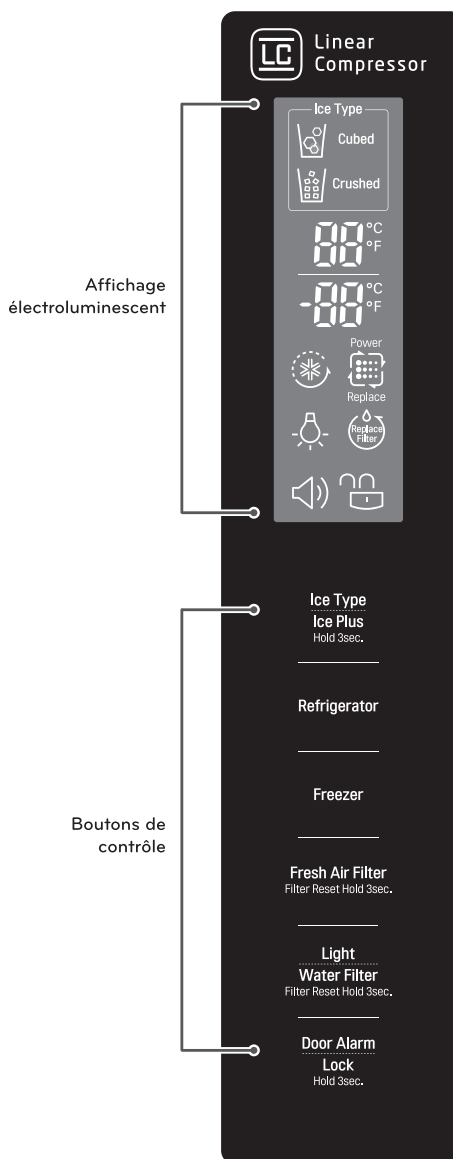 LC
Linear
Compressor
Ice Type
Cubed
Crushed
88 °C
°F
-88 °C
°F
Power
Replace
Replace
Filter
Affichage
électroluminescent
Ice Type
Ice Plus
Hold 3sec.
Refrigerator
Freezer
Boutons de
contrôle
Fresh Air Filter
Filter Reset Hold 3sec.
Light
Water Filter
Filter Reset Hold 3sec.
Door Alarm
Lock
Hold 3sec.